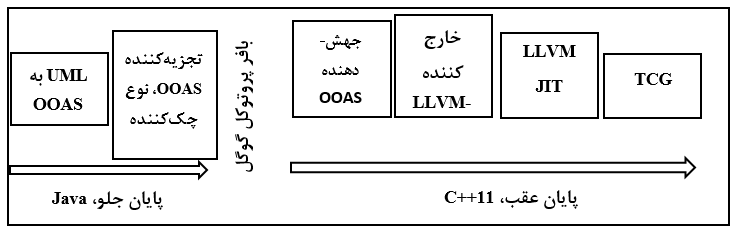 UML به
OOAS
تجزیه‌کننده
OOAS، نوع
چک‌کننده
بافر پروتوکل گوگل
جهش-
دهنده
OOAS
خارج
کننده
LLVM-
LLVM
JIT
TCG
پایان جلو، Java
پایان عقب، C++11